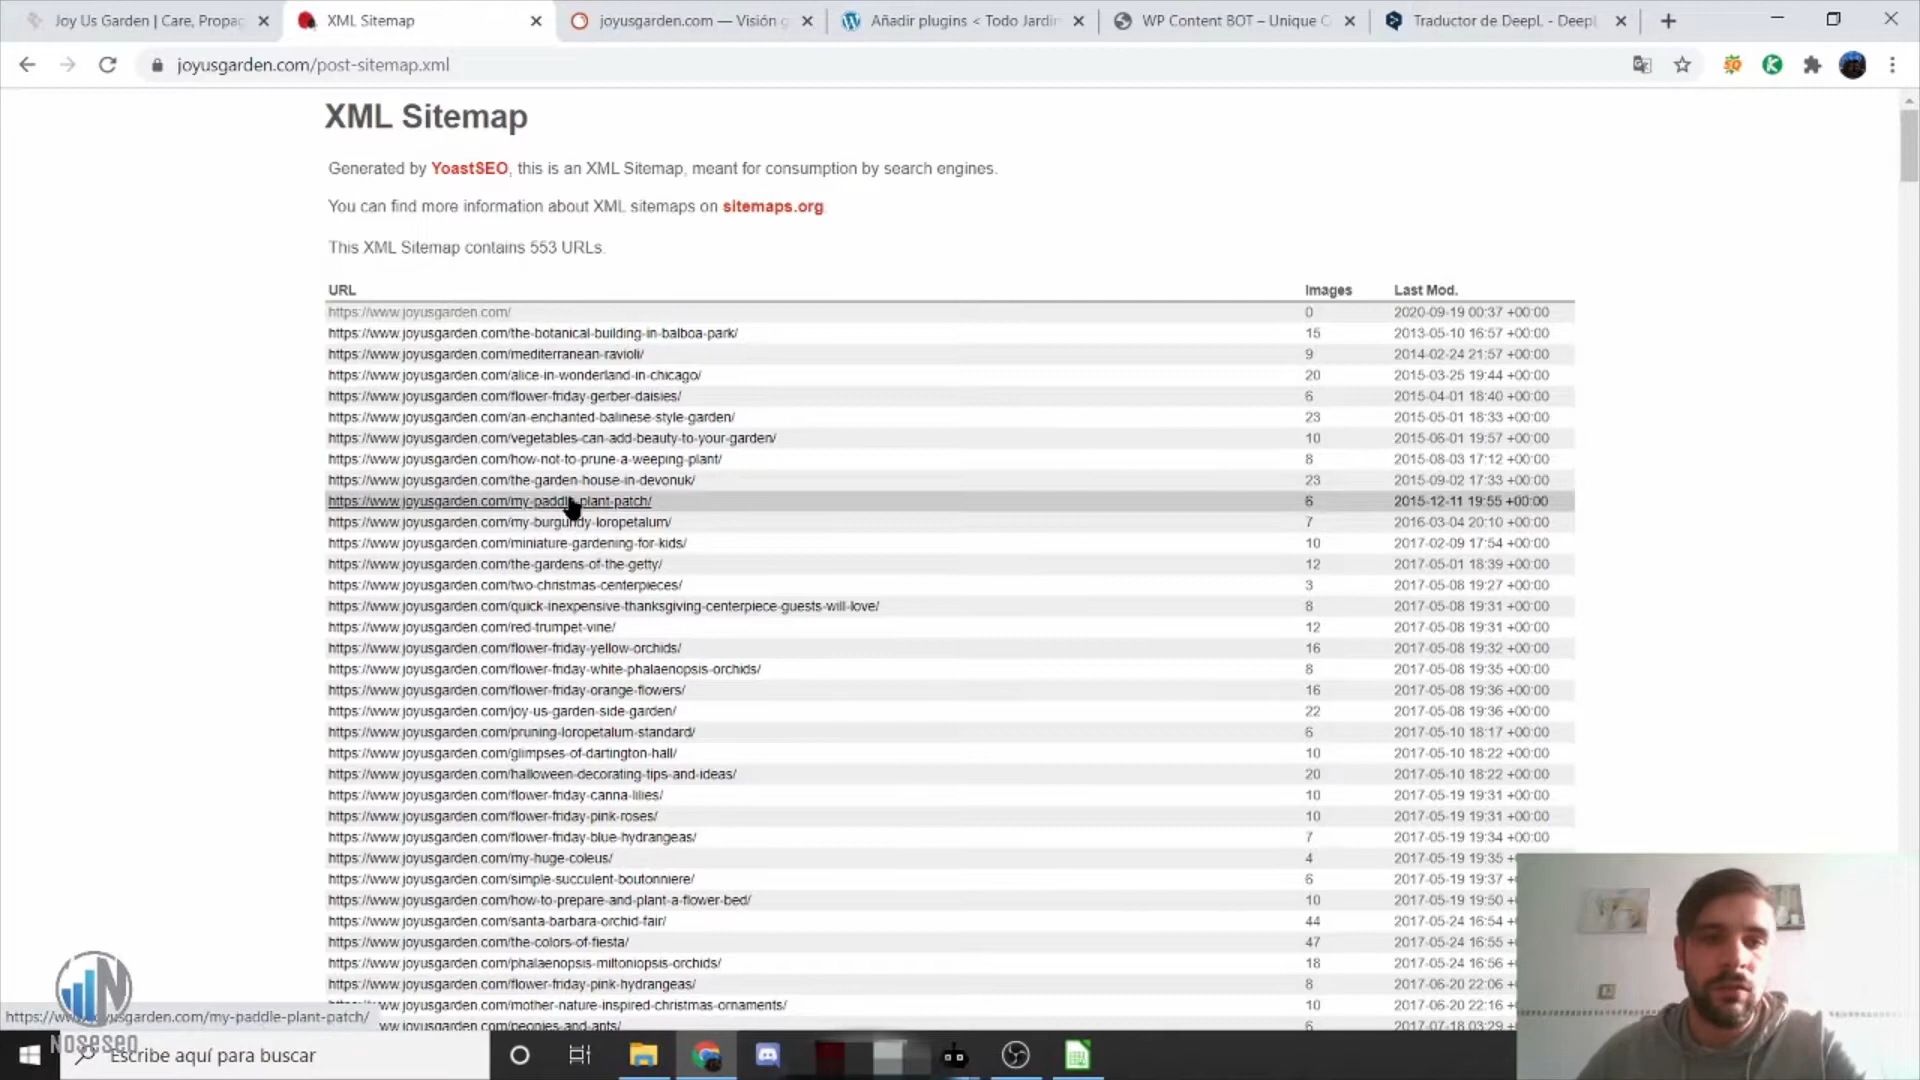 Joy Us Garden | Care, Propag
XML Sitemap
joyusgarden.com — Visión g
Añadir plugins < Todo Jardin
WP Content BOT – Unique C
Traductor de DeepL - DeepL
joyusgarden.com/post-sitemap.xml
XML Sitemap
Generated by YoastSEO, this is an XML Sitemap, meant for consumption by search engines.
You can find more information about XML sitemaps on sitemaps.org
This XML Sitemap contains 553 URLs.
URL Images Last Mod.
https://www.joyusgarden.com/ 0 2020-09-19 00:37 +00:00
https://www.joyusgarden.com/the-botanical-building-in-balboa-park/ 15 2013-05-10 16:57 +00:00
https://www.joyusgarden.com/mediterranean-ravioli/ 9 2014-02-24 21:57 +00:00
https://www.joyusgarden.com/alice-in-wonderland-in-chicago/ 20 2015-03-25 19:44 +00:00
https://www.joyusgarden.com/flower-friday-gerber-daisies/ 6 2015-04-01 18:40 +00:00
https://www.joyusgarden.com/an-enchanted-balinese-style-garden/ 23 2015-05-01 18:33 +00:00
https://www.joyusgarden.com/vegetables-can-add-beauty-to-your-garden/ 10 2015-06-01 19:57 +00:00
https://www.joyusgarden.com/how-not-to-prune-a-weeping-plant/ 8 2015-08-03 17:12 +00:00
https://www.joyusgarden.com/the-garden-house-in-devonuk/ 23 2015-09-02 17:33 +00:00
https://www.joyusgarden.com/my-paddle-plant-patch/ 6 2015-12-11 19:55 +00:00
https://www.joyusgarden.com/my-burgundy-loropetalum/ 7 2016-03-04 20:10 +00:00
https://www.joyusgarden.com/miniature-gardening-for-kids/ 10 2017-02-09 17:54 +00:00
https://www.joyusgarden.com/the-gardens-of-the-getty/ 12 2017-05-01 18:39 +00:00
https://www.joyusgarden.com/two-christmas-centerpieces/ 3 2017-05-08 19:27 +00:00
https://www.joyusgarden.com/quick-inexpensive-thanksgiving-centerpiece-guests-will-love/ 8 2017-05-08 19:31 +00:00
https://www.joyusgarden.com/red-trumpet-vine/ 12 2017-05-08 19:31 +00:00
https://www.joyusgarden.com/flower-friday-yellow-orchids/ 16 2017-05-08 19:32 +00:00
https://www.joyusgarden.com/flower-friday-white-phalaenopsis-orchids/ 8 2017-05-08 19:35 +00:00
https://www.joyusgarden.com/flower-friday-orange-flowers/ 16 2017-05-08 19:36 +00:00
https://www.joyusgarden.com/joy-us-garden-side-garden/ 22 2017-05-08 19:36 +00:00
https://www.joyusgarden.com/pruning-loropetalum-standard/ 6 2017-05-10 18:17 +00:00
https://www.joyusgarden.com/glimpses-of-dartington-hall/ 10 2017-05-10 18:22 +00:00
https://www.joyusgarden.com/halloween-decorating-tips-and-ideas/ 20 2017-05-10 18:22 +00:00
https://www.joyusgarden.com/flower-friday-canna-lilies/ 10 2017-05-19 19:31 +00:00
https://www.joyusgarden.com/flower-friday-pink-roses/ 10 2017-05-19 19:31 +00:00
https://www.joyusgarden.com/flower-friday-blue-hydrangeas/ 7 2017-05-19 19:34 +00:00
https://www.joyusgarden.com/my-huge-coleus/ 4 2017-05-19 19:35 +
https://www.joyusgarden.com/simple-succulent-boutonniere/ 6 2017-05-19 19:37 +
https://www.joyusgarden.com/how-to-prepare-and-plant-a-flower-bed/ 10 2017-05-19 19:50 +
https://www.joyusgarden.com/santa-barbara-orchid-fair/ 44 2017-05-24 16:54 +
https://www.joyusgarden.com/the-colors-of-fiesta/ 47 2017-05-24 16:55 +
https://www.joyusgarden.com/phalaenopsis-miltoniopsis-orchids/ 18 2017-05-24 16:56 +
https://www.joyusgarden.com/flower-friday-pink-hydrangeas/ 8 2017-06-20 22:06 +
ww.joyusgarden.com/mother-nature-inspired-christmas-ornaments/ 10 2017-06-20 22:16 +
ww.joyusgarden.com/peonies-and-ants/ 6 2017-07-18 03:29 +
https://www.joyusgarden.com/my-paddle-plant-patch/
Noseseo
Escribe aquí para buscar